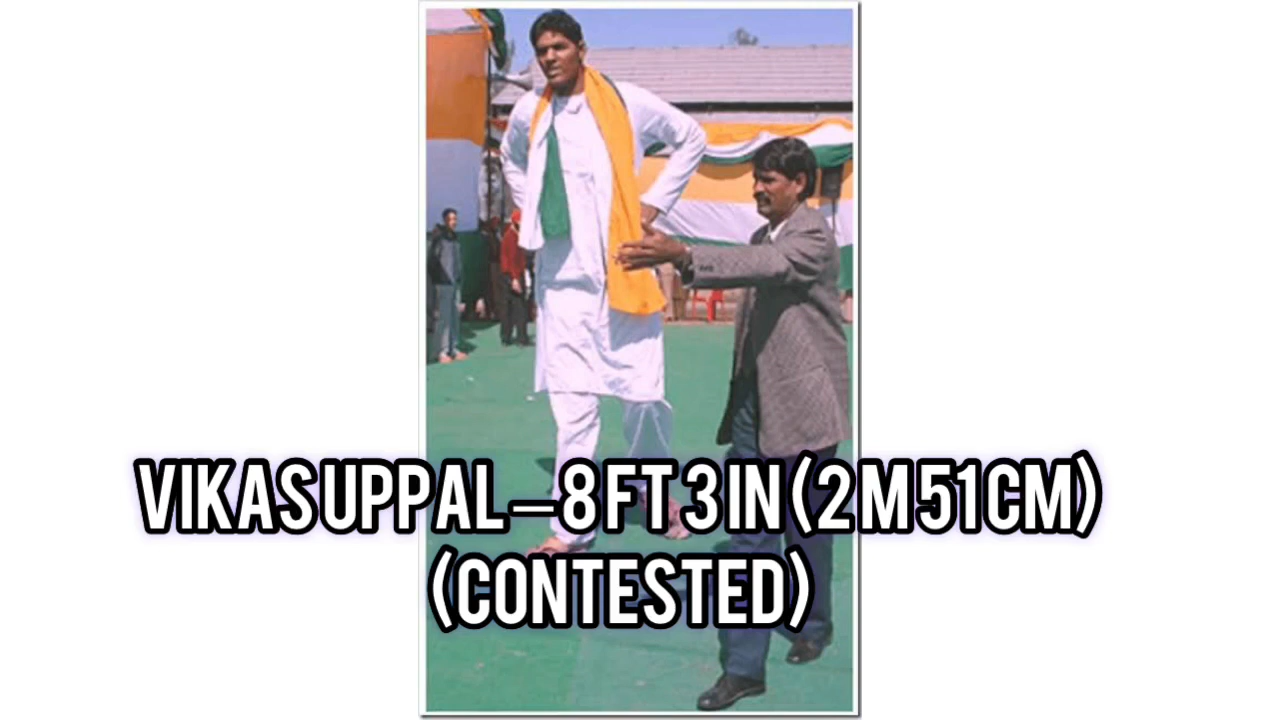 VIKAS UPPAL – 8 FT 3 IN (2 M 51 CM)
(CONTESTED)